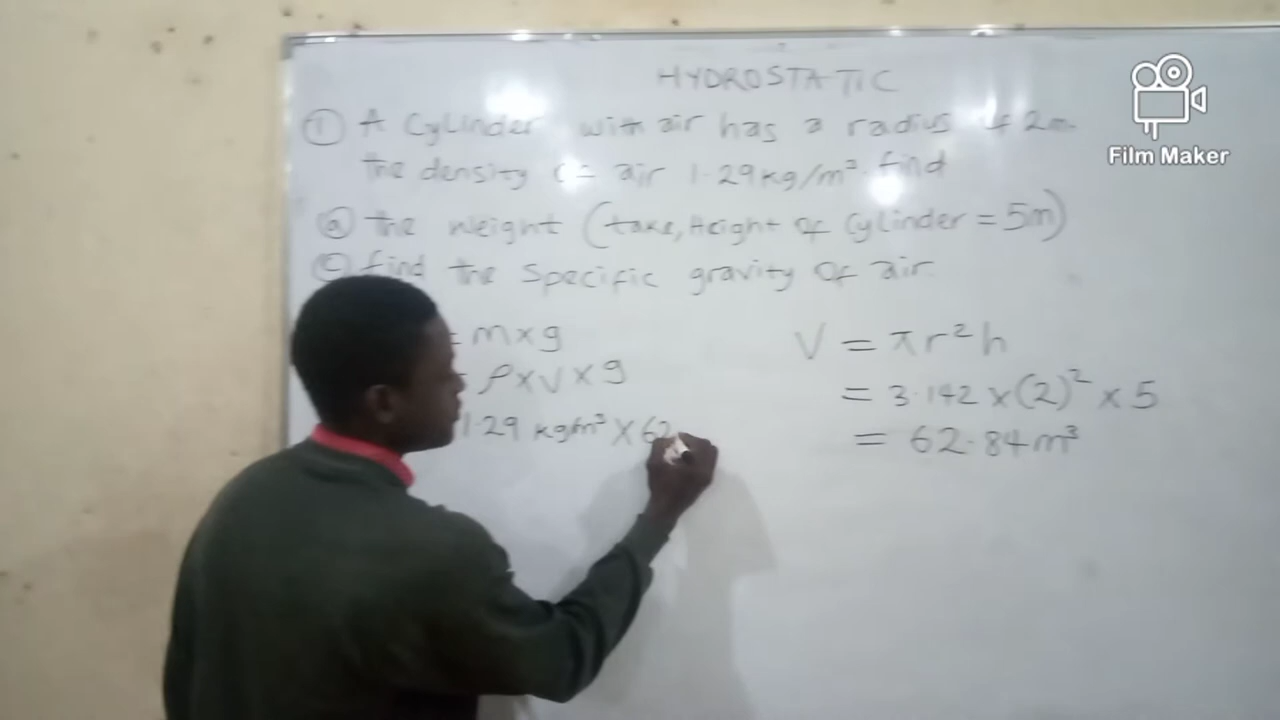 HYDROSTATIC
① A Cylinder with air has a radius of 2m
the density of air 1.29kg/m³. find
ⓐ the weight (take, Height of Cylinder = 5m)
ⓒ find the specific gravity of air.
= m x g
= ρ x V x g
1.29 kg/m³ x 62
V = πr²h
= 3.142 x (2)² x 5
= 62.84m³
Film Maker